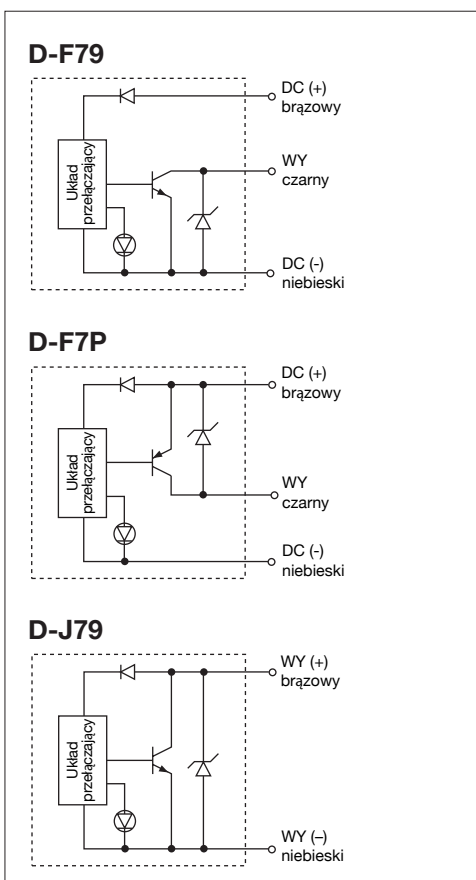 D-F79
DC (+)
brązowy
Układ
przełączający
WY
czarny
DC (-)
niebieski
D-F7P
DC (+)
brązowy
Układ
przełączający
WY
czarny
DC (-)
niebieski
D-J79
WY (+)
brązowy
Układ
przełączający
WY (–)
niebieski